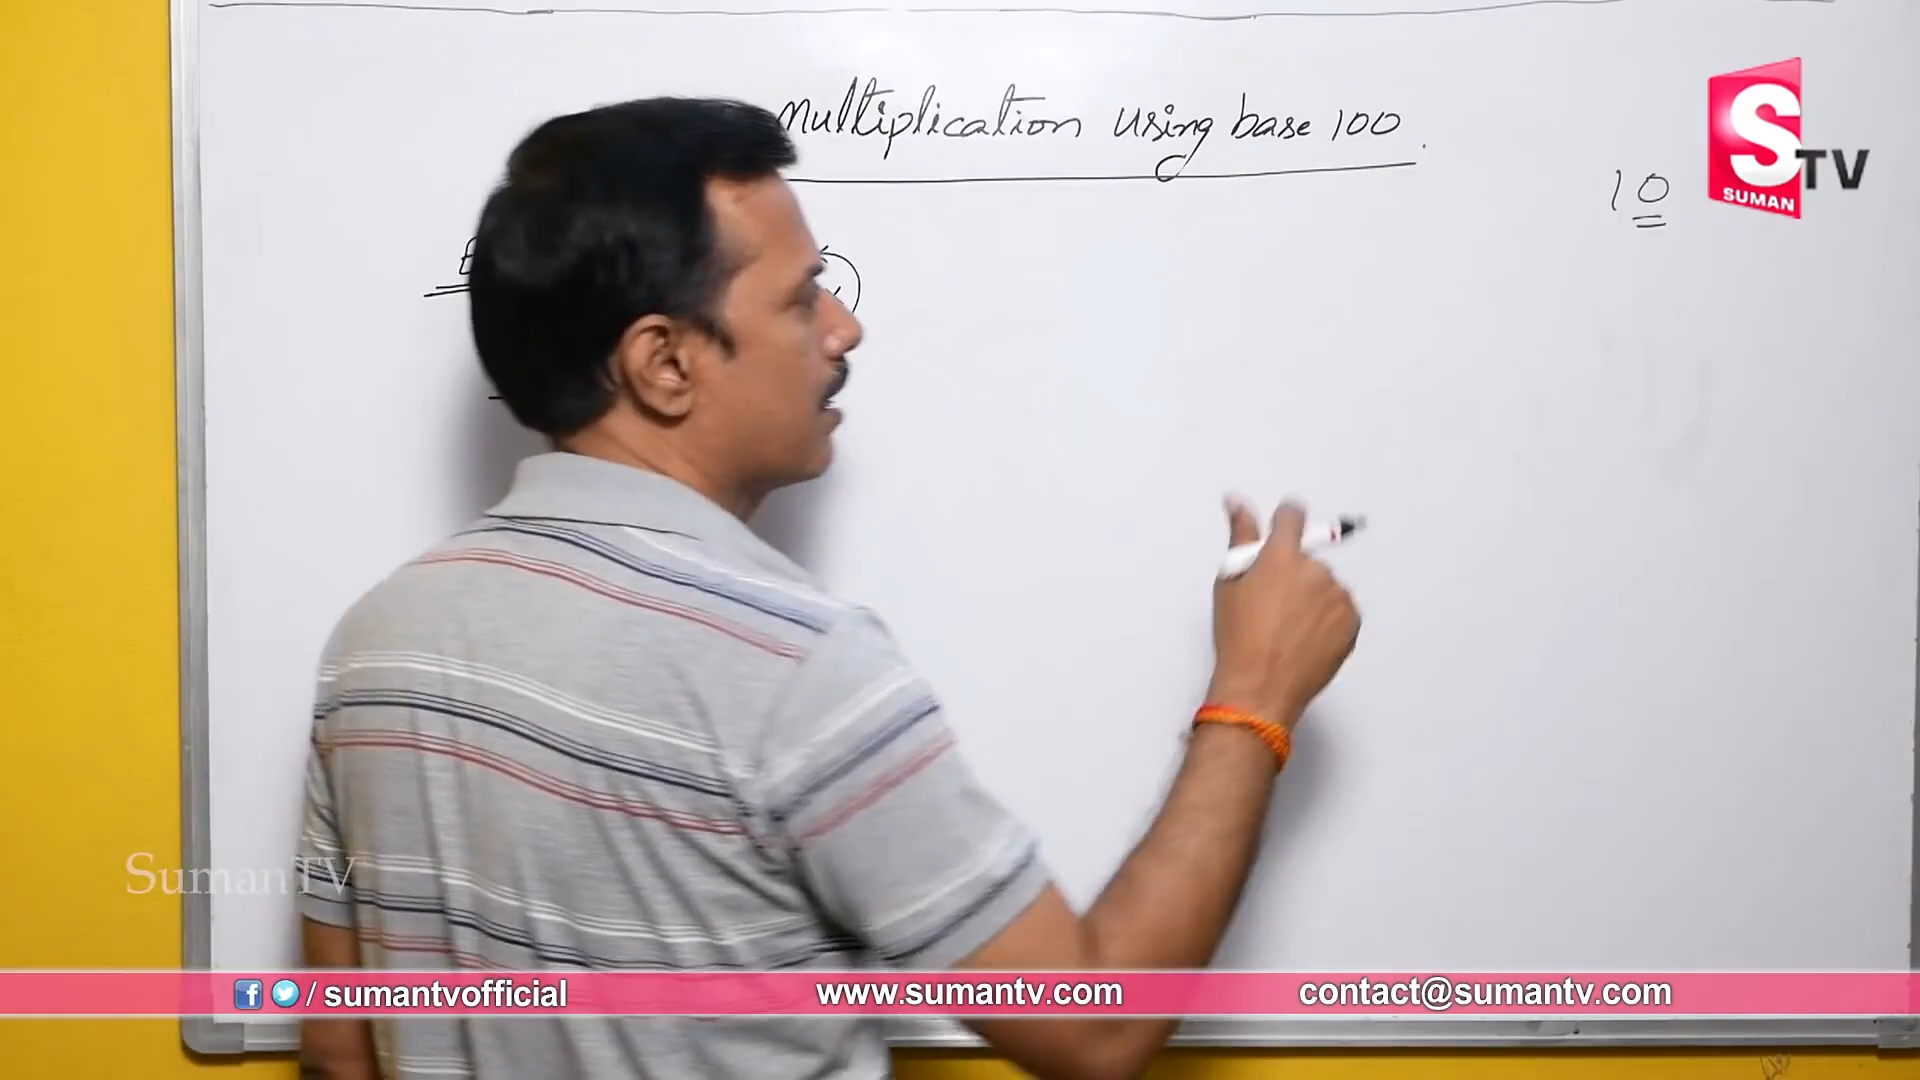 Multiplication using base 100
10
S TV
SUMAN
SumanTV
/ sumantvofficial
www.sumantv.com
contact@sumantv.com